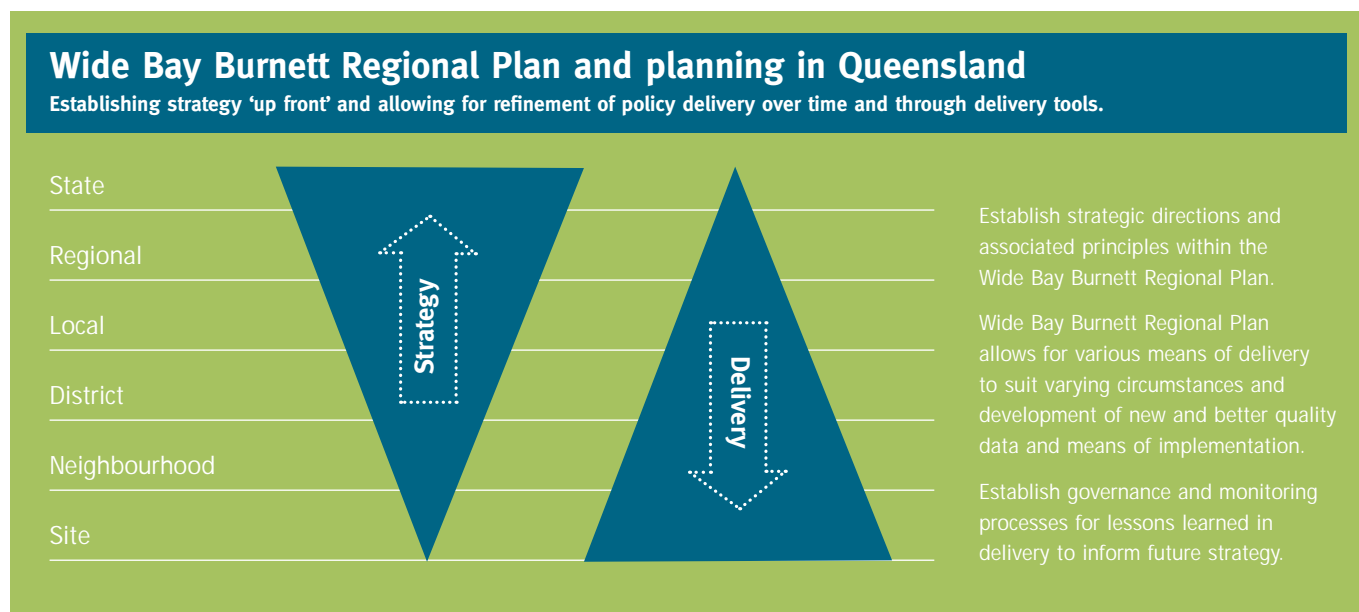 Wide Bay Burnett Regional Plan and planning in Queensland
Establishing strategy ‘up front’ and allowing for refinement of policy delivery over time and through delivery tools.
State
Regional
Local
District
Neighbourhood
Site
Strategy
Delivery
Establish strategic directions and
associated principles within the
Wide Bay Burnett Regional Plan.
Wide Bay Burnett Regional Plan
allows for various means of delivery
to suit varying circumstances and
development of new and better quality
data and means of implementation.
Establish governance and monitoring
processes for lessons learned in
delivery to inform future strategy.